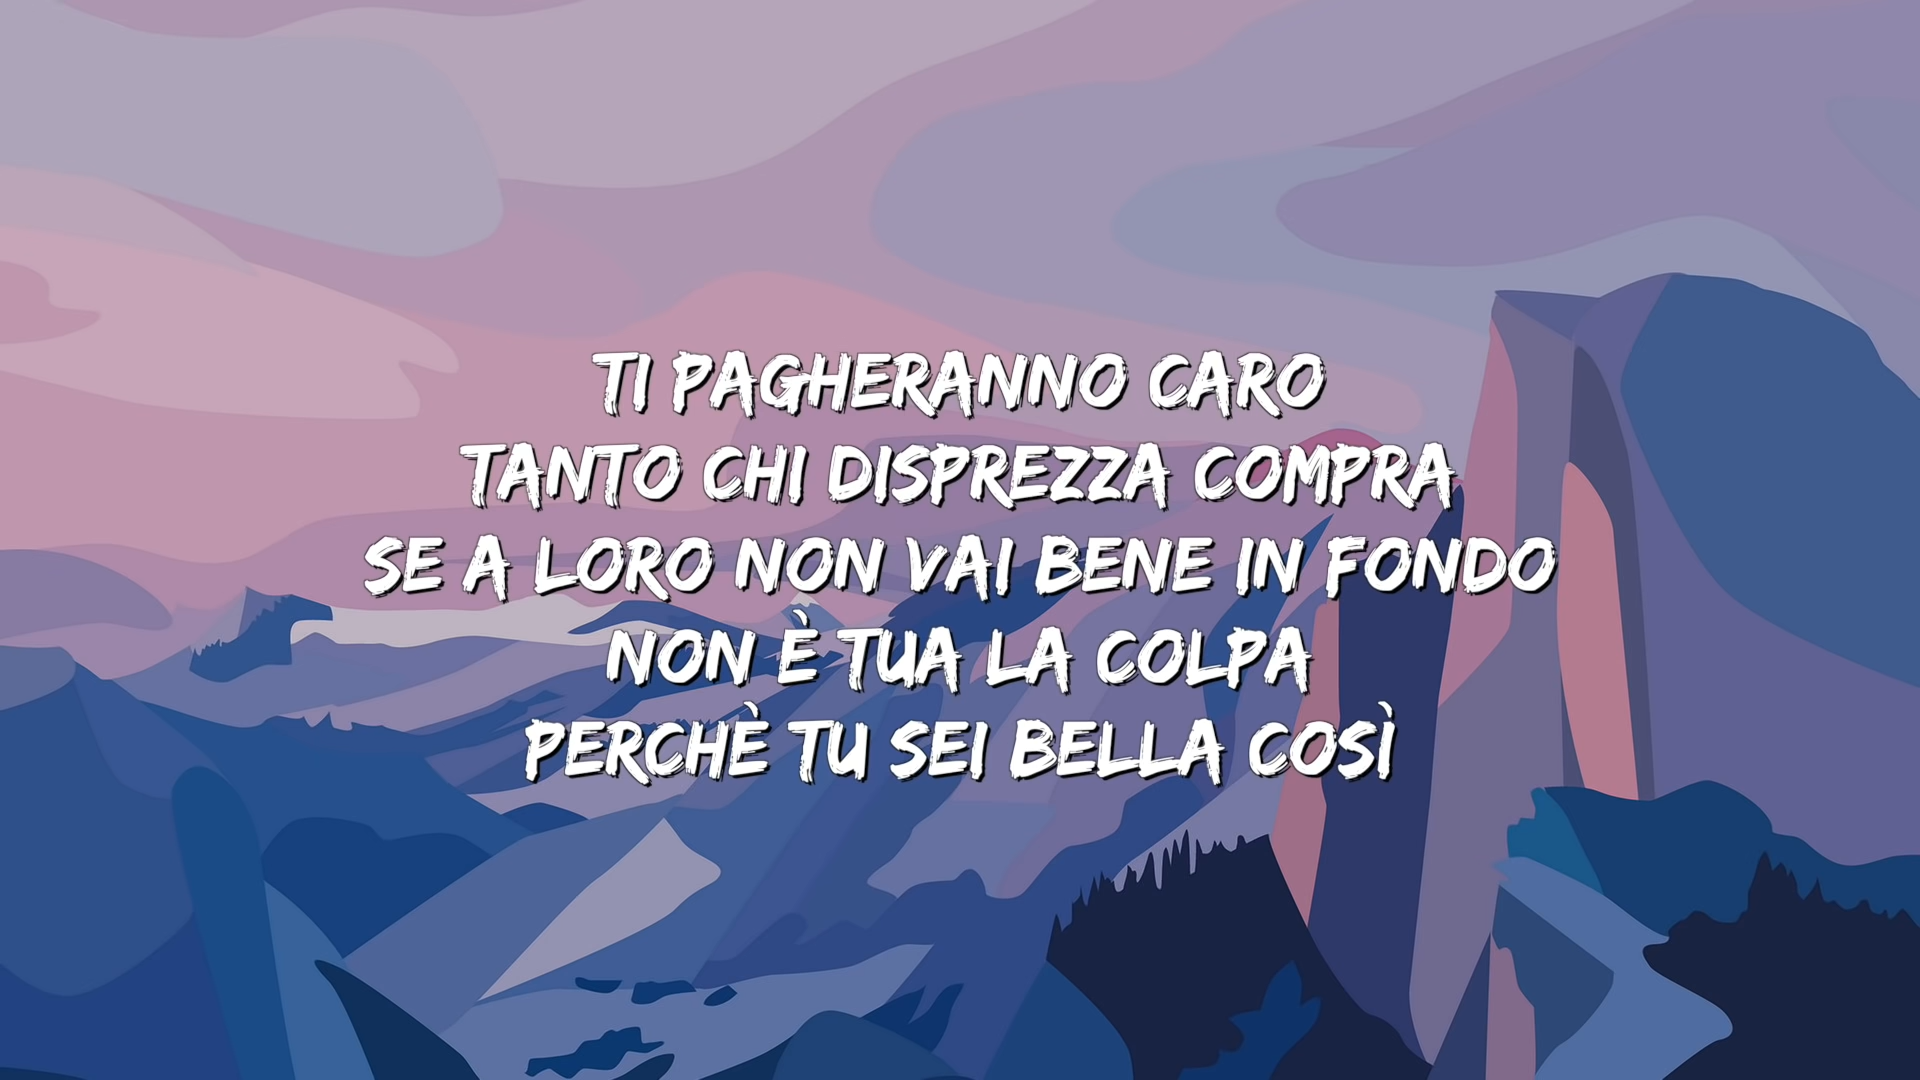 TI PAGHERANNO CARO
TANTO CHI DISPREZZA COMPRA
SE A LORO NON VAI BENE IN FONDO
NON È TUA LA COLPA
PERCHÈ TU SEI BELLA COSÌ